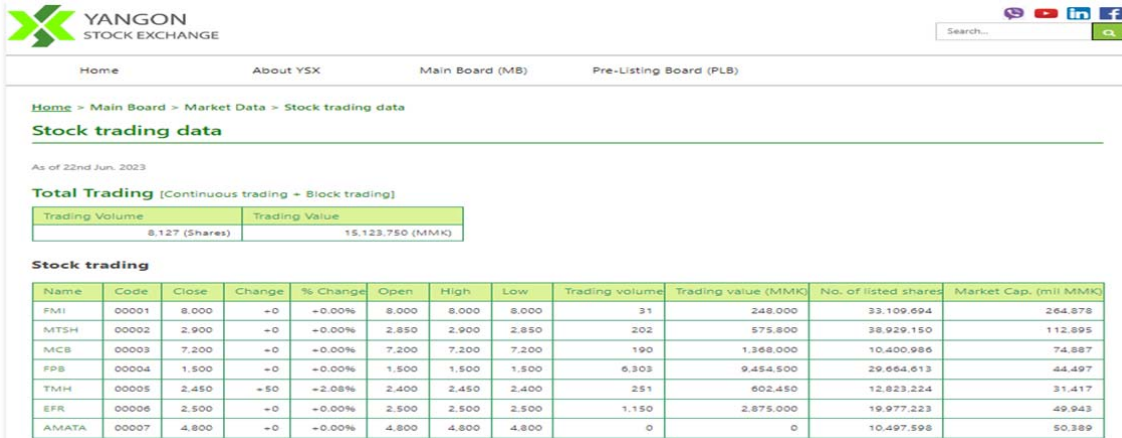 YANGON
STOCK EXCHANGE
Search...
Home About YSX Main Board (MB) Pre-Listing Board (PLB)
Home > Main Board > Market Data > Stock trading data
Stock trading data
As of 22nd Jun. 2023
Total Trading [Continuous trading + Block trading]
Trading Volume Trading Value
8,127 (Shares) 15,123,750 (MMK)
Stock trading
Name Code Close Change % Change Open High Low Trading volume Trading value (MMK) No. of listed shares Market Cap. (mil MMK)
FMI 00001 8,000 +0 +0.00% 8,000 8,000 8,000 31 248,000 33,109,694 264,878
MTSH 00002 2,900 +0 +0.00% 2,850 2,900 2,850 202 575,800 38,929,150 112,895
MCB 00003 7,200 +0 +0.00% 7,200 7,200 7,200 190 1,368,000 10,400,986 74,887
FPB 00004 1,500 +0 +0.00% 1,500 1,500 1,500 6,303 9,454,500 29,664,613 44,497
TMH 00005 2,450 +50 +2.08% 2,400 2,450 2,400 251 602,450 12,823,224 31,417
EFR 00006 2,500 +0 +0.00% 2,500 2,500 2,500 1,150 2,875,000 19,977,223 49,943
AMATA 00007 4,800 +0 +0.00% 4,800 4,800 4,800 0 0 10,497,598 50,389